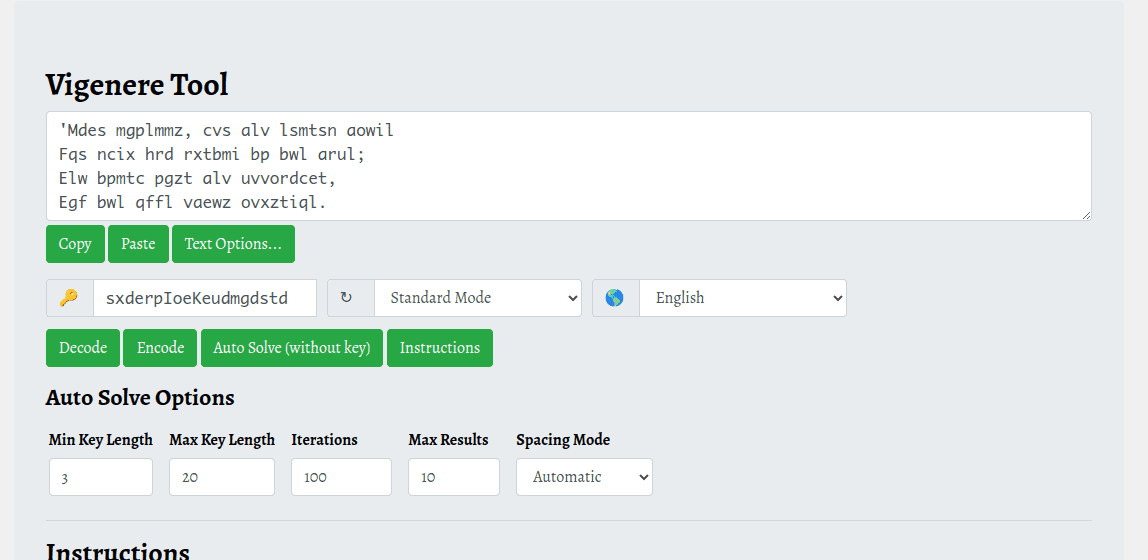 Vigenere Tool
'Mdes mgplmmz, cvs alv lsmtsn aowil
Fqs ncix hrd rxtbmi bp bwl arul;
Elw bpmtc pgzt alv uvvordcet,
Egf bwl qffl vaewz ovxztiql.
Copy Paste Text Options...
🔑 sxderpIoeKeudmgdstd ↻ Standard Mode 🌎 English
Decode Encode Auto Solve (without key) Instructions
Auto Solve Options
Min Key Length Max Key Length Iterations Max Results Spacing Mode
3 20 100 10 Automatic
Instructions